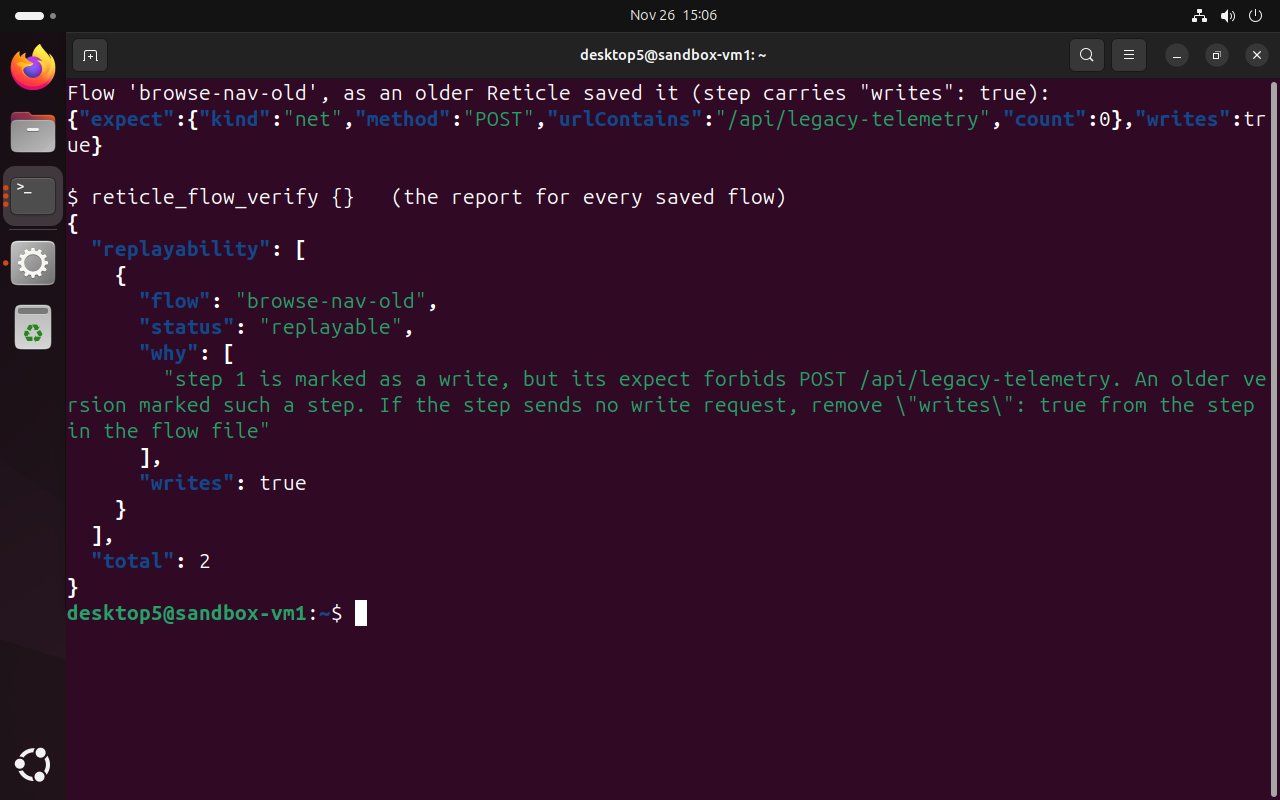 Nov 26 15:06
desktop5@sandbox-vm1: ~
Flow 'browse-nav-old', as an older Reticle saved it (step carries "writes": true):
{"expect":{"kind":"net","method":"POST","urlContains":"/api/legacy-telemetry","count":0},"writes":tr
ue}
$ reticle_flow_verify {}   (the report for every saved flow)
{
  "replayability": [
    {
      "flow": "browse-nav-old",
      "status": "replayable",
      "why": [
        "step 1 is marked as a write, but its expect forbids POST /api/legacy-telemetry. An older ve
rsion marked such a step. If the step sends no write request, remove \"writes\": true from the step
in the flow file"
      ],
      "writes": true
    }
  ],
  "total": 2
}
desktop5@sandbox-vm1:~$